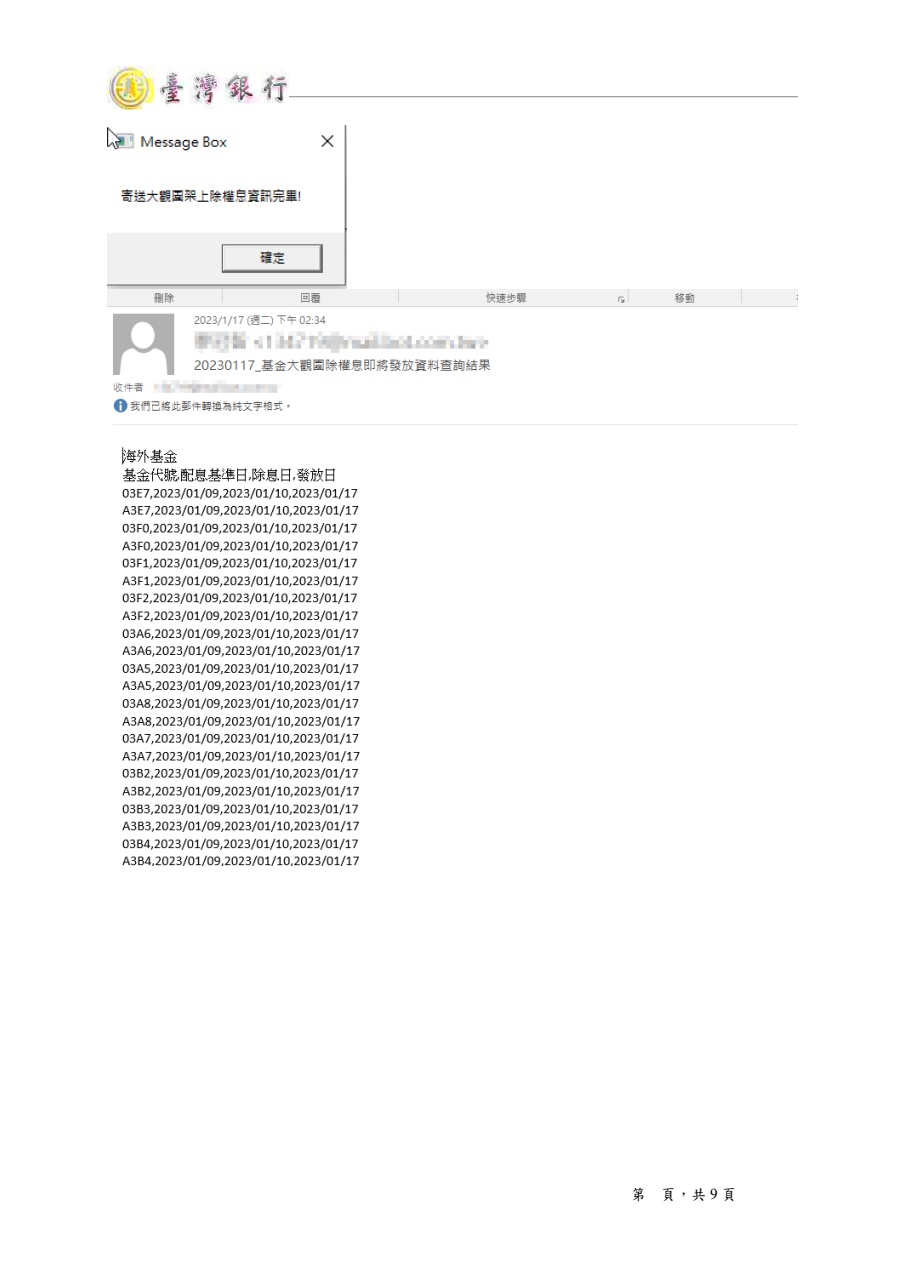 臺灣銀行
Message Box
寄送大觀園架上除權息資訊完畢!
確定
刪除 回覆 快速步驟 移動
2023/1/17 (週二) 下午 02:34
20230117_基金大觀園除權息即將發放資料查詢結果
收件者
我們已將此郵件轉換為純文字格式。
海外基金
基金代號,配息基準日,除息日,發放日
03E7,2023/01/09,2023/01/10,2023/01/17
A3E7,2023/01/09,2023/01/10,2023/01/17
03F0,2023/01/09,2023/01/10,2023/01/17
A3F0,2023/01/09,2023/01/10,2023/01/17
03F1,2023/01/09,2023/01/10,2023/01/17
A3F1,2023/01/09,2023/01/10,2023/01/17
03F2,2023/01/09,2023/01/10,2023/01/17
A3F2,2023/01/09,2023/01/10,2023/01/17
03A6,2023/01/09,2023/01/10,2023/01/17
A3A6,2023/01/09,2023/01/10,2023/01/17
03A5,2023/01/09,2023/01/10,2023/01/17
A3A5,2023/01/09,2023/01/10,2023/01/17
03A8,2023/01/09,2023/01/10,2023/01/17
A3A8,2023/01/09,2023/01/10,2023/01/17
03A7,2023/01/09,2023/01/10,2023/01/17
A3A7,2023/01/09,2023/01/10,2023/01/17
03B2,2023/01/09,2023/01/10,2023/01/17
A3B2,2023/01/09,2023/01/10,2023/01/17
03B3,2023/01/09,2023/01/10,2023/01/17
A3B3,2023/01/09,2023/01/10,2023/01/17
03B4,2023/01/09,2023/01/10,2023/01/17
A3B4,2023/01/09,2023/01/10,2023/01/17
第 頁,共 9 頁